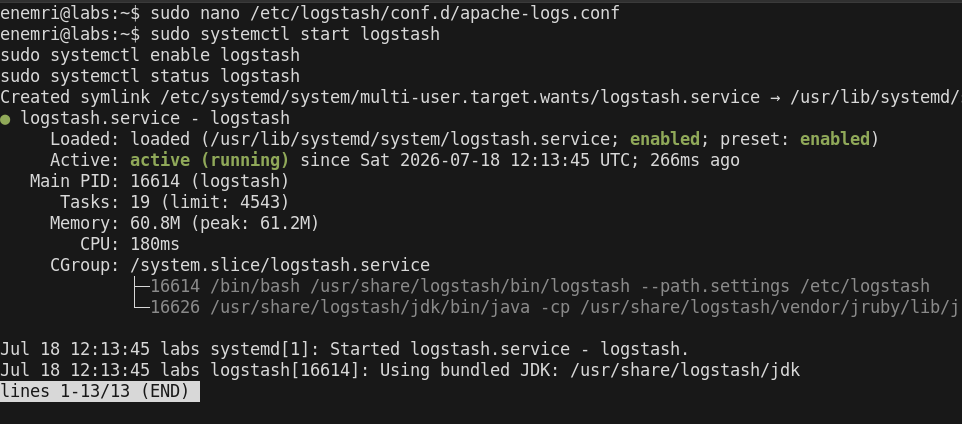 enemri@labs:~$ sudo nano /etc/logstash/conf.d/apache-logs.conf
enemri@labs:~$ sudo systemctl start logstash
sudo systemctl enable logstash
sudo systemctl status logstash
Created symlink /etc/systemd/system/multi-user.target.wants/logstash.service → /usr/lib/systemd/
● logstash.service - logstash
     Loaded: loaded (/usr/lib/systemd/system/logstash.service; enabled; preset: enabled)
     Active: active (running) since Sat 2026-07-18 12:13:45 UTC; 266ms ago
   Main PID: 16614 (logstash)
      Tasks: 19 (limit: 4543)
     Memory: 60.8M (peak: 61.2M)
        CPU: 180ms
     CGroup: /system.slice/logstash.service
             ├─16614 /bin/bash /usr/share/logstash/bin/logstash --path.settings /etc/logstash
             └─16626 /usr/share/logstash/jdk/bin/java -cp /usr/share/logstash/vendor/jruby/lib/j

Jul 18 12:13:45 labs systemd[1]: Started logstash.service - logstash.
Jul 18 12:13:45 labs logstash[16614]: Using bundled JDK: /usr/share/logstash/jdk
lines 1-13/13 (END)